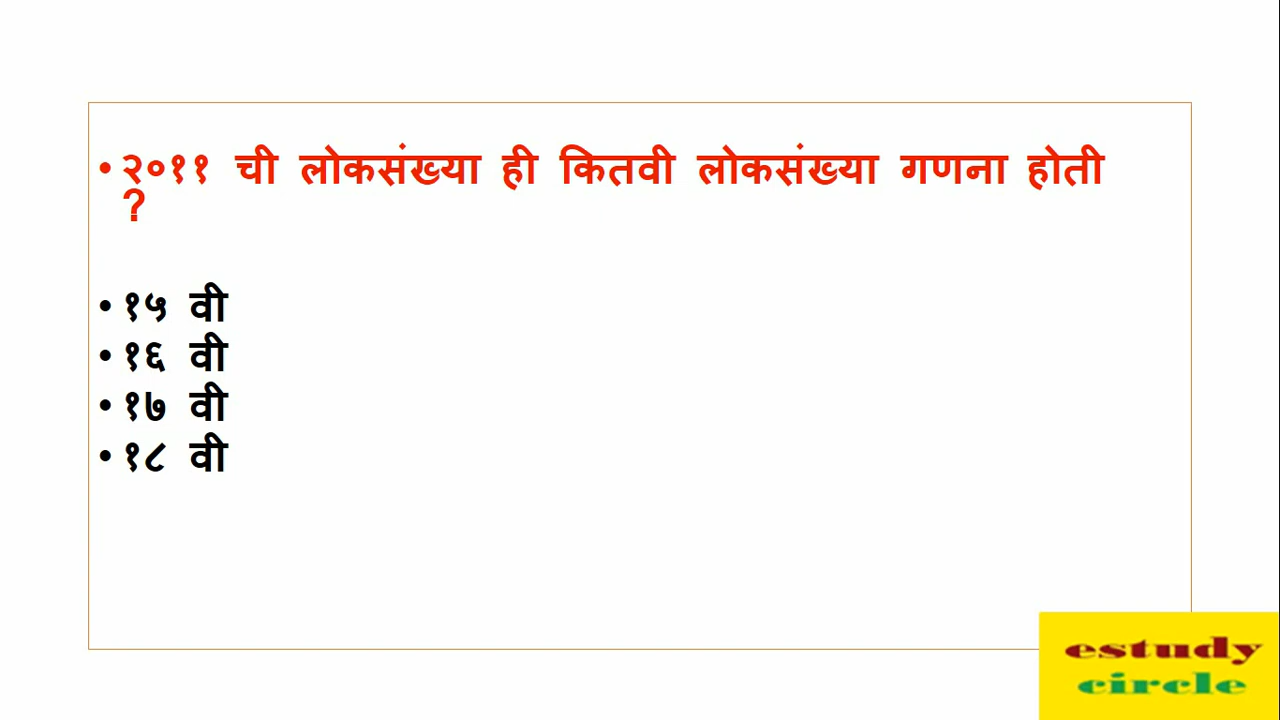 • २०११ ची लोकसंख्या ही कितवी लोकसंख्या गणना होती
?
• १५ वी
• १६ वी
• १७ वी
• १८ वी
estudy
circle